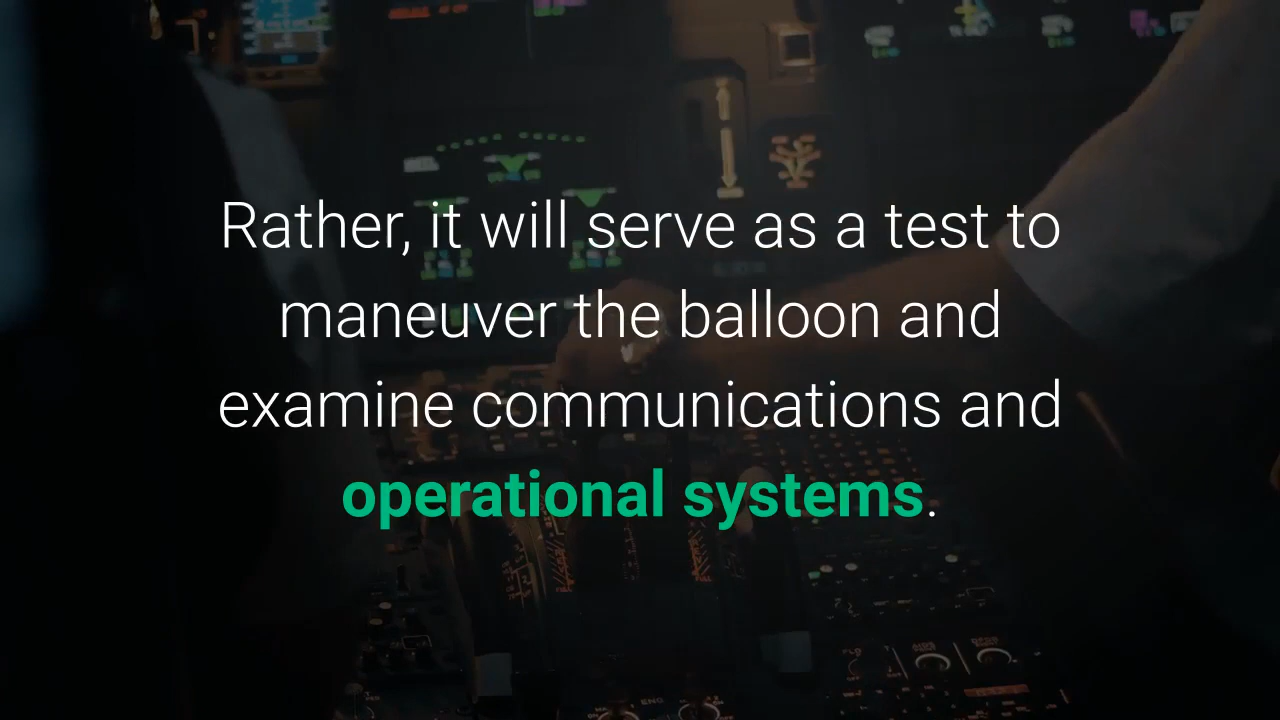 Rather, it will serve as a test to
maneuver the balloon and
examine communications and
operational systems.